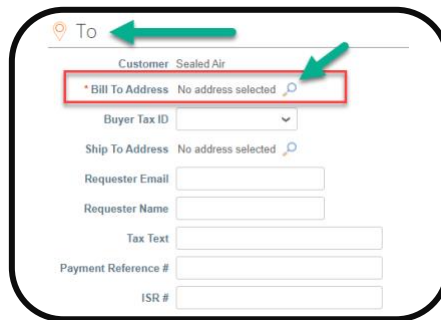 To
Customer Sealed Air
* Bill To Address No address selected
Buyer Tax ID
Ship To Address No address selected
Requester Email
Requester Name
Tax Text
Payment Reference #
ISR #